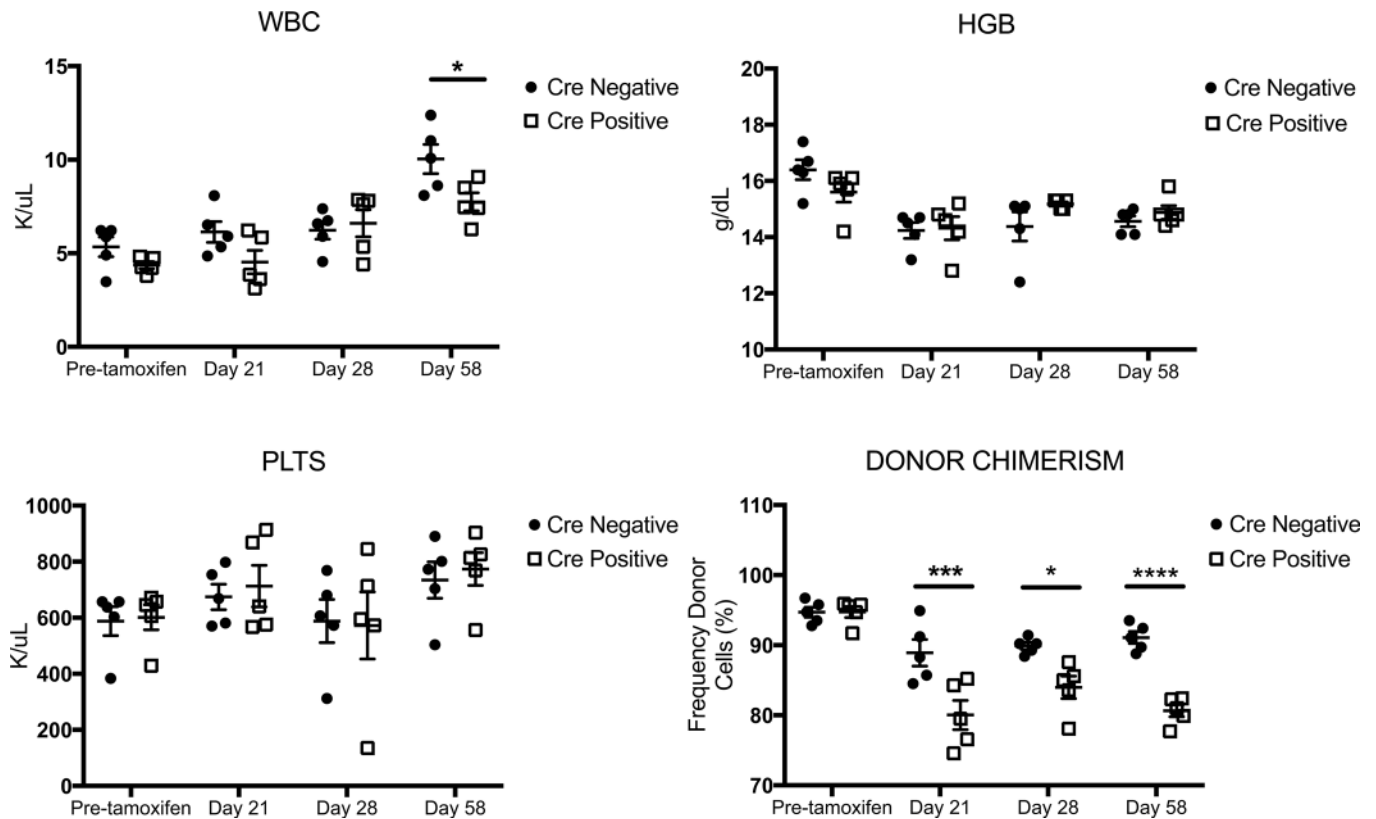 WBC
15
10
5
0
K/uL
*
Cre Negative
Cre Positive
Pre-tamoxifen Day 21 Day 28 Day 58
HGB
20
18
16
14
12
10
g/dL
Cre Negative
Cre Positive
Pre-tamoxifen Day 21 Day 28 Day 58
PLTS
1000
800
600
400
200
0
K/uL
Cre Negative
Cre Positive
Pre-tamoxifen Day 21 Day 28 Day 58
DONOR CHIMERISM
110
100
90
80
70
Frequency Donor
Cells (%)
*** * ****
Cre Negative
Cre Positive
Pre-tamoxifen Day 21 Day 28 Day 58